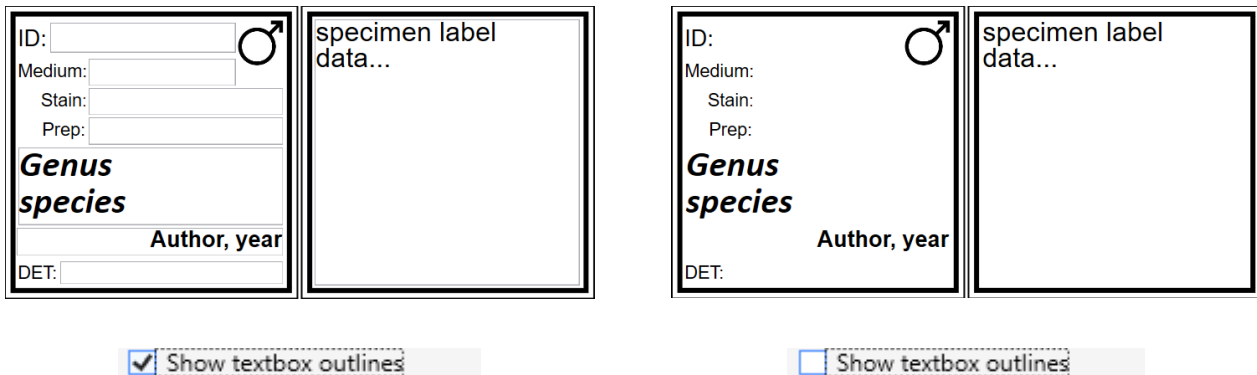 ID:
Medium:
Stain:
Prep:
Genus
species
Author, year
DET:
specimen label
data...
Show textbox outlines
ID:
Medium:
Stain:
Prep:
Genus
species
Author, year
DET:
specimen label
data...
Show textbox outlines